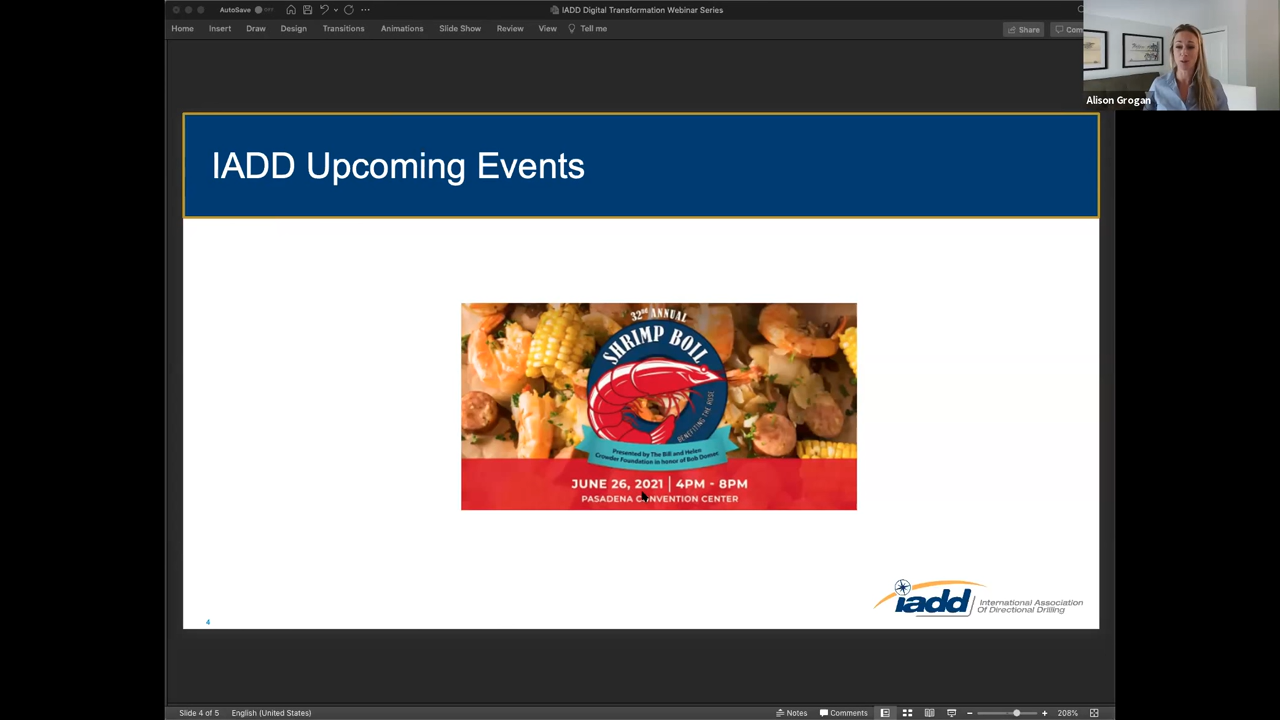 AutoSave
IADD Digital Transformation Webinar Series
Home Insert Draw Design Transitions Animations Slide Show Review View Tell me
Share Com
Alison Grogan
IADD Upcoming Events
32nd ANNUAL
SHRIMP BOIL
BENEFITING THE ROSE
Presented by The Bill and Helen
Crowder Foundation in honor of Bob Domec
JUNE 26, 2021 | 4PM - 8PM
PASADENA CONVENTION CENTER
iadd International Association
Of Directional Drilling
4
Slide 4 of 5 English (United States) Notes Comments 208%